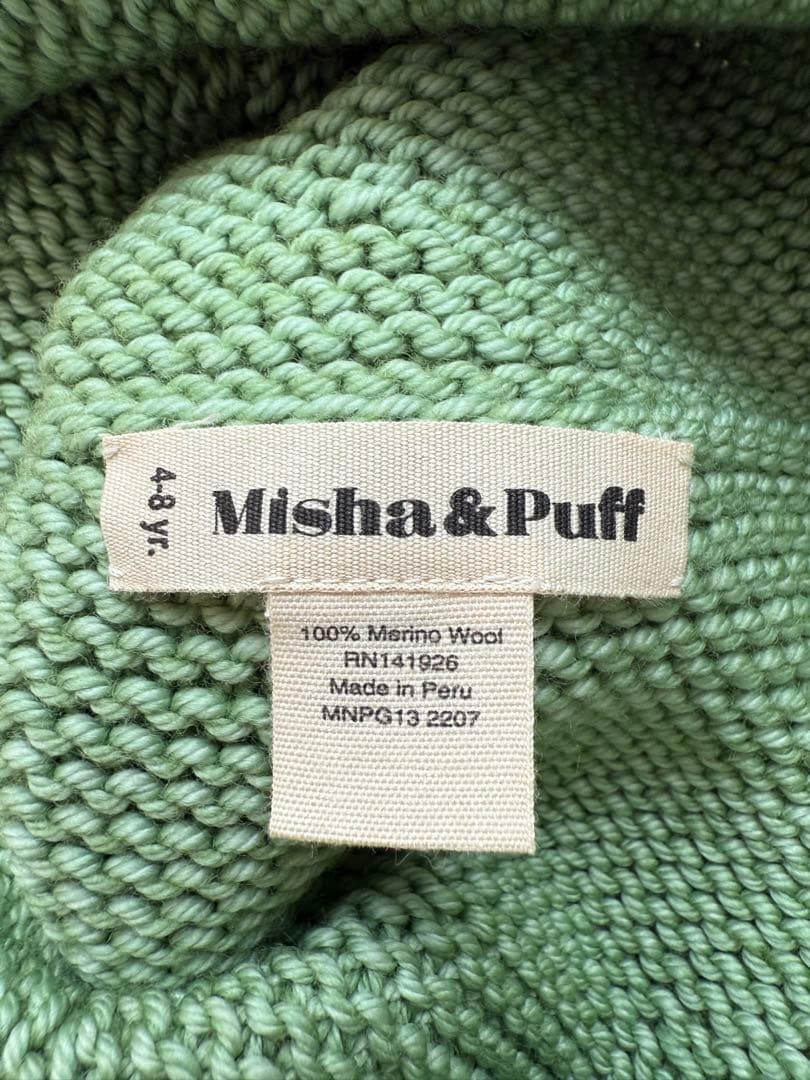 4-8 yr.
Misha & Puff
100% Merino Wool
RN141926
Made in Peru
MNPG13 2207